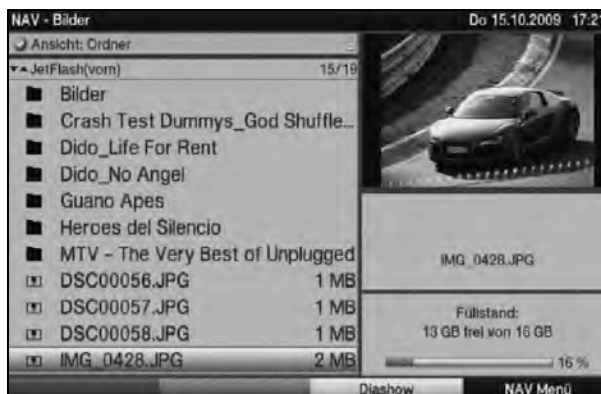 NAV - Bilder
Do 15.10.2009 17:21
Ansicht: Ordner
JetFlash(vorn) 15/19
Bilder
Crash Test Dummys_God Shuffle...
Dido_Life For Rent
Dido_No Angel
Guano Apes
Heroes del Silencio
MTV - The Very Best of Unplugged
DSC00056.JPG 1 MB
DSC00057.JPG 1 MB
DSC00058.JPG 1 MB
IMG_0428.JPG 2 MB
IMG_0428.JPG
Füllstand:
13 GB frei von 16 GB
16 %
Diashow
NAV Menü